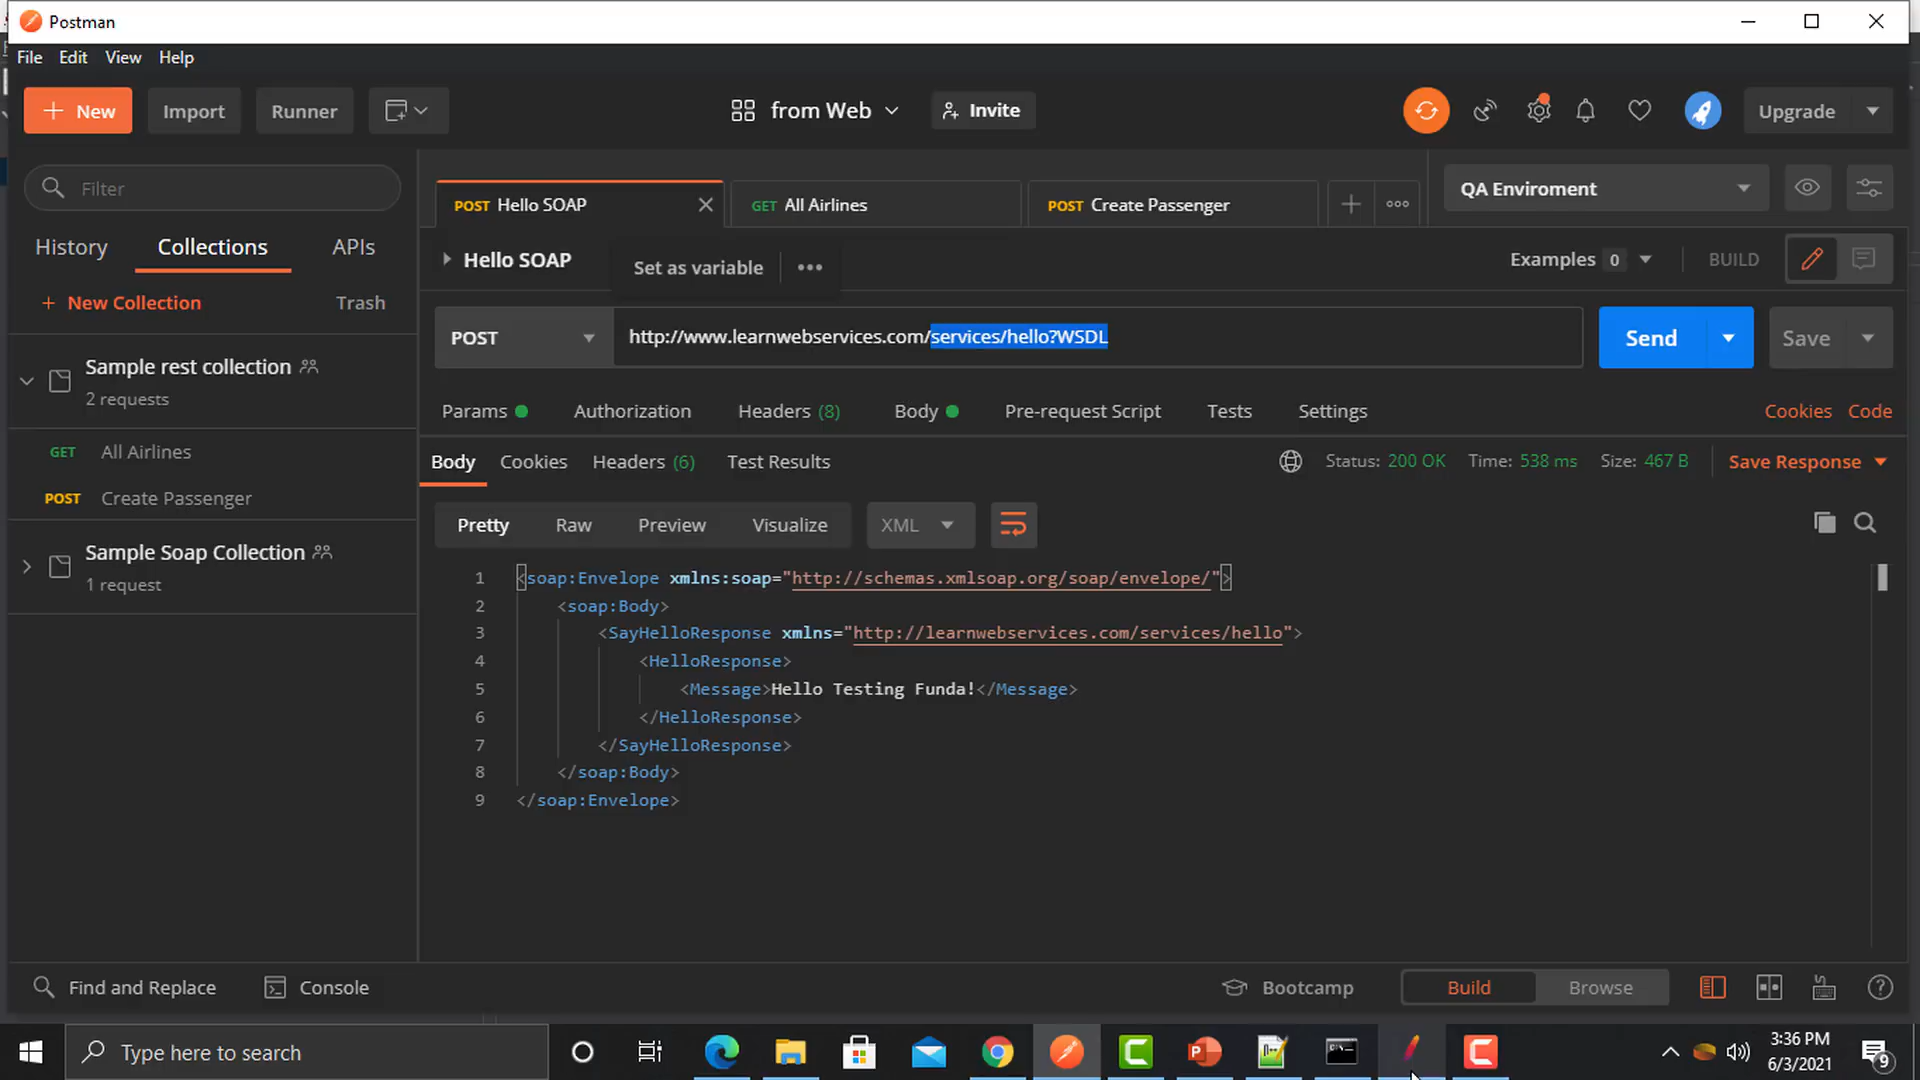 Postman
File Edit View Help
New Import Runner from Web Invite Upgrade
Filter
POST Hello SOAP GET All Airlines POST Create Passenger QA Enviroment
History Collections APIs
Hello SOAP Set as variable Examples 0 BUILD
+ New Collection Trash
POST http://www.learnwebservices.com/services/hello?WSDL Send Save
Sample rest collection
2 requests
Params Authorization Headers (8) Body Pre-request Script Tests Settings Cookies Code
GET All Airlines
Body Cookies Headers (6) Test Results Status: 200 OK Time: 538 ms Size: 467 B Save Response
POST Create Passenger
Pretty Raw Preview Visualize XML
Sample Soap Collection
1 request
1 <soap:Envelope xmlns:soap="http://schemas.xmlsoap.org/soap/envelope/">
2 <soap:Body>
3 <SayHelloResponse xmlns="http://learnwebservices.com/services/hello">
4 <HelloResponse>
5 <Message>Hello Testing Funda!</Message>
6 </HelloResponse>
7 </SayHelloResponse>
8 </soap:Body>
9 </soap:Envelope>
Find and Replace Console Bootcamp Build Browse
Type here to search
3:36 PM
6/3/2021
9